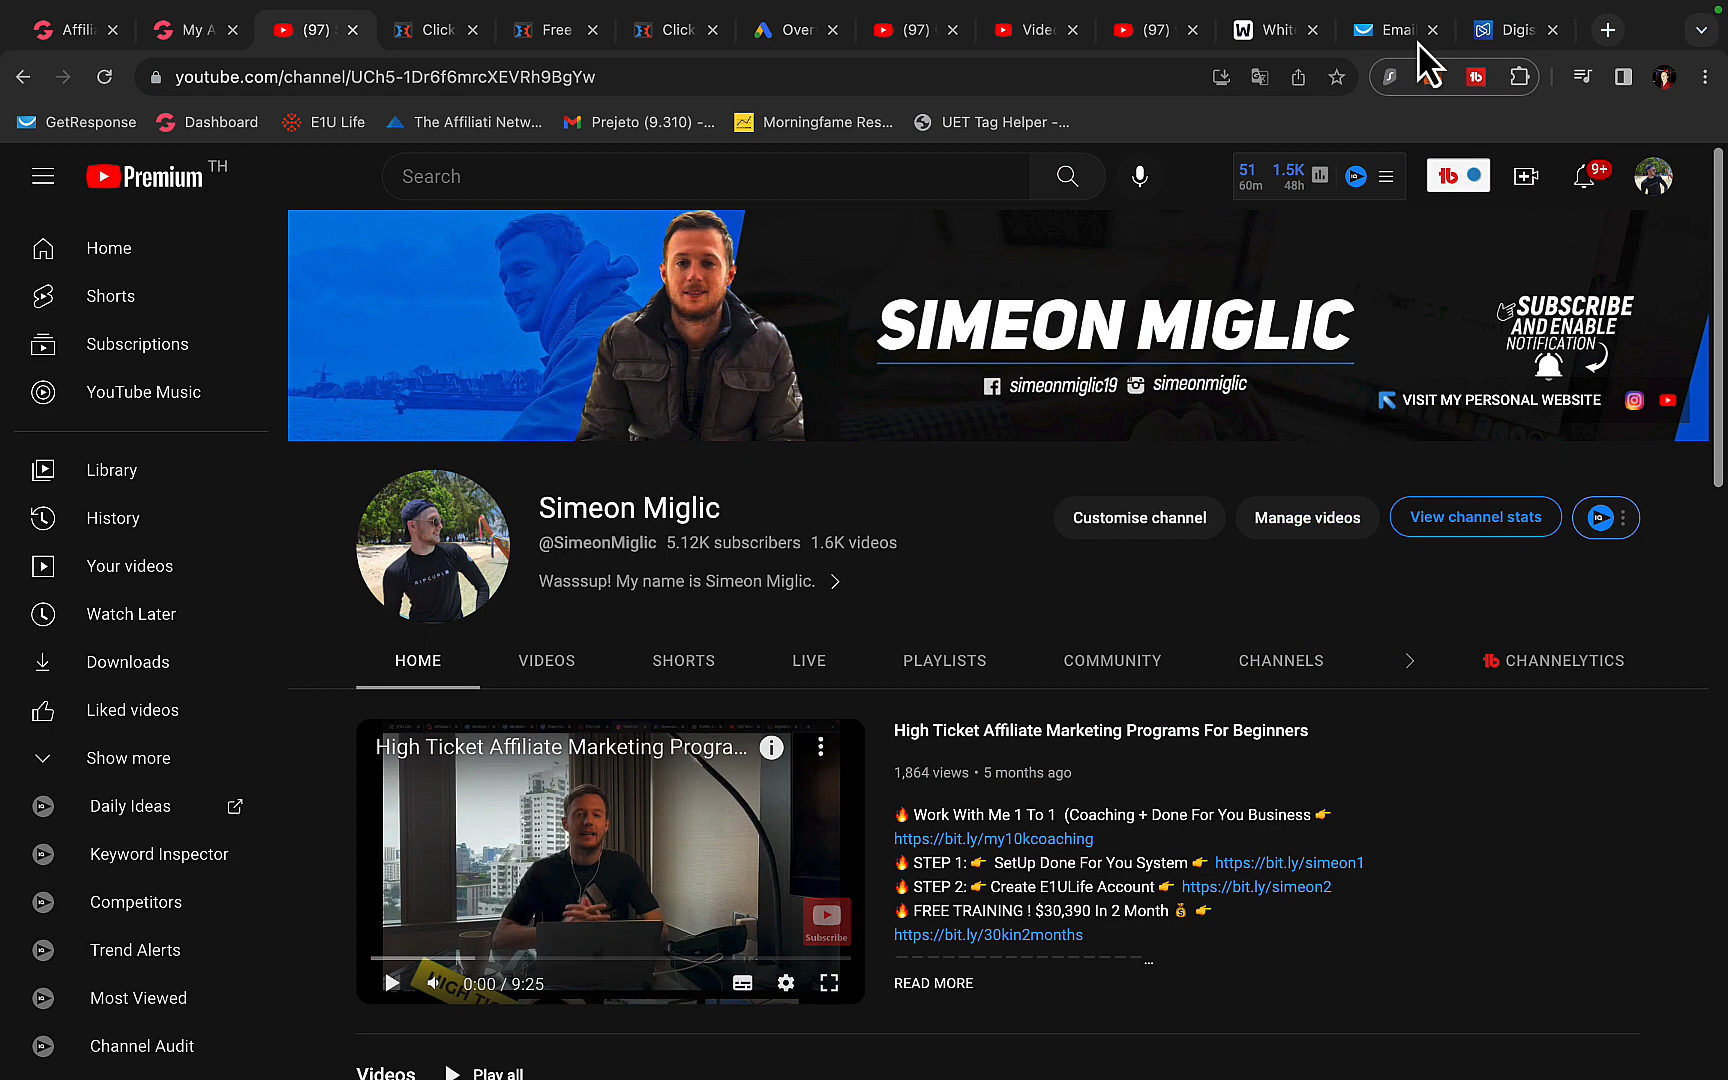 Affilia
My A
(97)
Click
Free
Click
Over
(97)
Video
(97)
White
Email
Digis
youtube.com/channel/UCh5-1Dr6f6mrcXEVRh9BgYw
GetResponse
Dashboard
E1U Life
The Affiliati Netw...
Prejeto (9.310) -...
Morningfame Res...
UET Tag Helper -...
Premium TH
Search
51 60m
1.5K 48h
9+
Home
Shorts
Subscriptions
YouTube Music
Library
History
Your videos
Watch Later
Downloads
Liked videos
Show more
Daily Ideas
Keyword Inspector
Competitors
Trend Alerts
Most Viewed
Channel Audit
SIMEON MIGLIC
simeonmiglic19 simeonmiglic
SUBSCRIBE
AND ENABLE
NOTIFICATION
VISIT MY PERSONAL WEBSITE
RIPCURL
Simeon Miglic
@SimeonMiglic 5.12K subscribers 1.6K videos
Wasssup! My name is Simeon Miglic.
Customise channel
Manage videos
View channel stats
HOME
VIDEOS
SHORTS
LIVE
PLAYLISTS
COMMUNITY
CHANNELS
CHANNELYTICS
High Ticket Affiliate Marketing Progra...
Subscribe
0:00 / 9:25
High Ticket Affiliate Marketing Programs For Beginners
1,864 views • 5 months ago
🔥 Work With Me 1 To 1 (Coaching + Done For You Business 👉
https://bit.ly/my10kcoaching
🔥 STEP 1: 👉 SetUp Done For You System 👉 https://bit.ly/simeon1
🔥 STEP 2: 👉 Create E1ULife Account 👉 https://bit.ly/simeon2
🔥 FREE TRAINING ! $30,390 In 2 Month 💰 👉
https://bit.ly/30kin2months
– – – – – – – – – – – – – – – – – ...
READ MORE
Videos
Play all